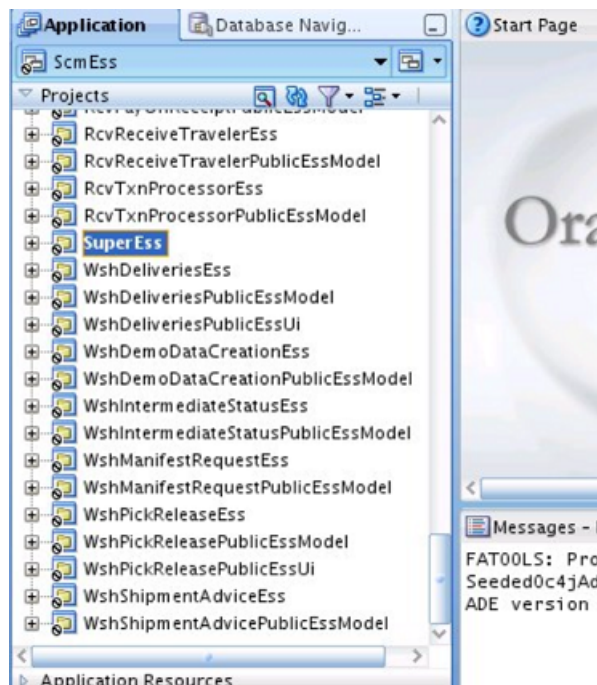 Application
Database Navig...
Start Page
ScmEss
Projects
RcvReceiveTravelerEss
RcvReceiveTravelerPublicEssModel
RcvTxnProcessorEss
RcvTxnProcessorPublicEssModel
SuperEss
WshDeliveriesEss
WshDeliveriesPublicEssModel
WshDeliveriesPublicEssUi
WshDemoDataCreationEss
WshDemoDataCreationPublicEssModel
WshIntermediateStatusEss
WshIntermediateStatusPublicEssModel
WshManifestRequestEss
WshManifestRequestPublicEssModel
WshPickReleaseEss
WshPickReleasePublicEssModel
WshPickReleasePublicEssUi
WshShipmentAdviceEss
WshShipmentAdvicePublicEssModel
Application Resources
Ora
Messages -
FATOOLS: Pro
SeededOc4jAd
ADE version